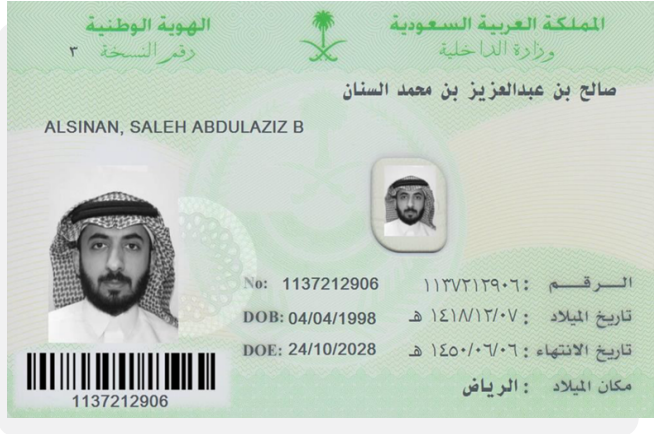 المملكة العربية السعودية
وزارة الداخلية
الهوية الوطنية
رقم النسخة ٣
صالح بن عبدالعزيز بن محمد السنان
ALSINAN, SALEH ABDULAZIZ B
الـــرقــم : ١١٣٧٢١٢٩٠٦ No: 1137212906
تاريخ الميلاد : ١٤١٨/١٢/٠٧ هـ DOB: 04/04/1998
تاريخ الانتهاء : ١٤٥٠/٠٦/٠٦ هـ DOE: 24/10/2028
مكان الميلاد : الرياض
1137212906